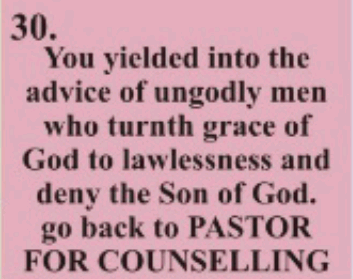 30.
You yielded into the
advice of ungodly men
who turnth grace of
God to lawlessness and
deny the Son of God.
go back to PASTOR
FOR COUNSELLING